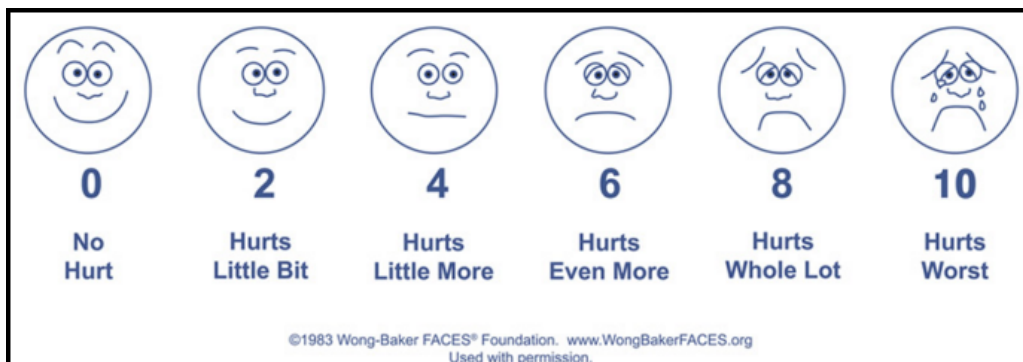 0 2 4 6 8 10
No Hurts Hurts Hurts Hurts Hurts
Hurt Little Bit Little More Even More Whole Lot Worst
©1983 Wong-Baker FACES® Foundation. www.WongBakerFACES.org
Used with permission.